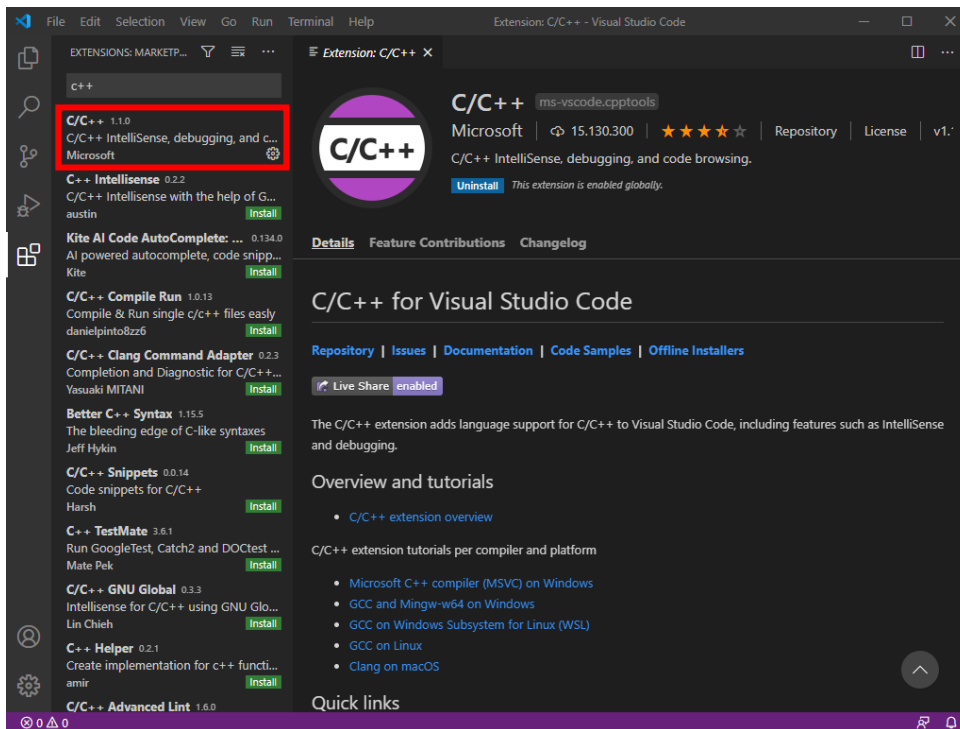 File Edit Selection View Go Run Terminal Help Extension: C/C++ - Visual Studio Code
EXTENSIONS: MARKETP...
c++
C/C++ 1.1.0
C/C++ IntelliSense, debugging, and c...
Microsoft
C++ Intellisense 0.2.2
C/C++ Intellisense with the help of G...
austin Install
Kite AI Code AutoComplete: ... 0.134.0
AI powered autocomplete, code snipp...
Kite Install
C/C++ Compile Run 1.0.13
Compile & Run single c/c++ files easly
danielpinto8zz6 Install
C/C++ Clang Command Adapter 0.2.3
Completion and Diagnostic for C/C++...
Yasuaki MITANI Install
Better C++ Syntax 1.15.5
The bleeding edge of C-like syntaxes
Jeff Hykin Install
C/C++ Snippets 0.0.14
Code snippets for C/C++
Harsh Install
C++ TestMate 3.6.1
Run GoogleTest, Catch2 and DOCtest ...
Mate Pek Install
C/C++ GNU Global 0.3.3
Intellisense for C/C++ using GNU Glo...
Lin Chieh Install
C++ Helper 0.2.1
Create implementation for c++ functi...
amir Install
C/C++ Advanced Lint 1.6.0
Extension: C/C++
C/C++
C/C++ ms-vscode.cpptools
Microsoft 15.130.300 Repository License v1.
C/C++ IntelliSense, debugging, and code browsing.
Uninstall This extension is enabled globally.
Details Feature Contributions Changelog
C/C++ for Visual Studio Code
Repository | Issues | Documentation | Code Samples | Offline Installers
Live Share enabled
The C/C++ extension adds language support for C/C++ to Visual Studio Code, including features such as IntelliSense
and debugging.
Overview and tutorials
• C/C++ extension overview
C/C++ extension tutorials per compiler and platform
• Microsoft C++ compiler (MSVC) on Windows
• GCC and Mingw-w64 on Windows
• GCC on Windows Subsystem for Linux (WSL)
• GCC on Linux
• Clang on macOS
Quick links
0 0